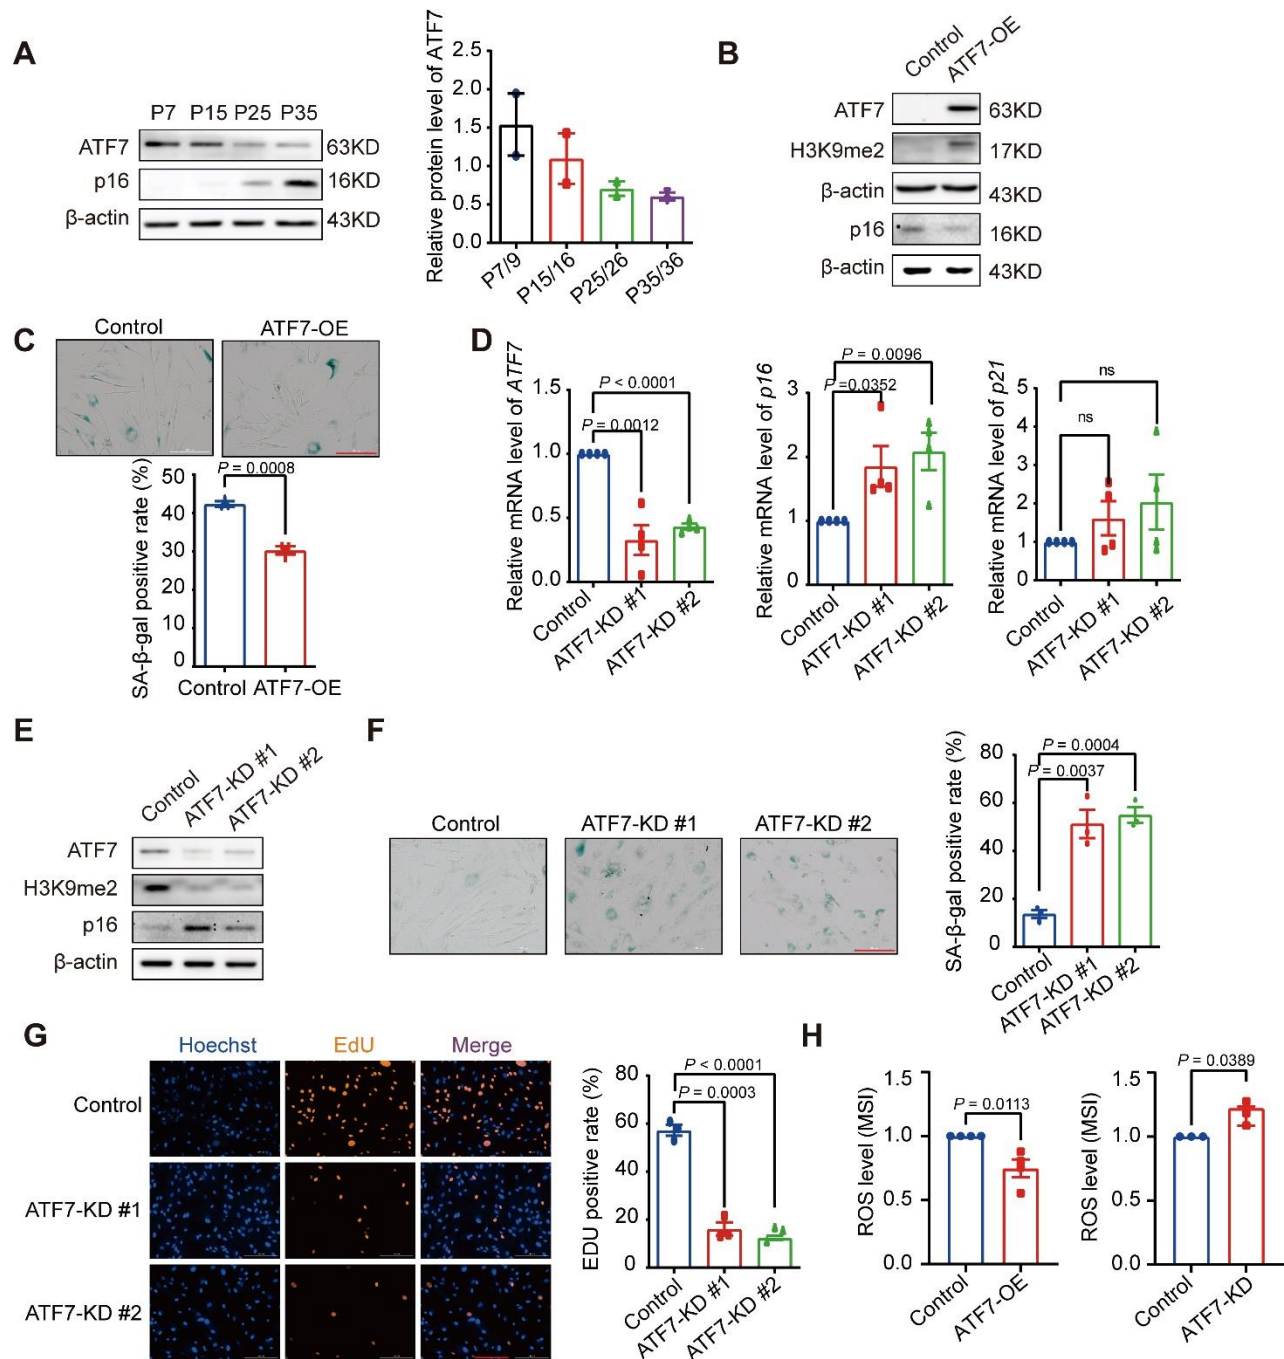 A
P7 P15 P25 P35
ATF7 63KD
p16 16KD
β-actin 43KD
Relative protein level of ATF7
2.5
2.0
1.5
1.0
0.5
0.0
P7/9
P15/16
P25/26
P35/36
B
Control
ATF7-OE
ATF7 63KD
H3K9me2 17KD
β-actin 43KD
p16 16KD
β-actin 43KD
C
Control ATF7-OE
SA-β-gal positive rate (%)
50
40
30
20
10
0
P = 0.0008
Control ATF7-OE
D
Relative mRNA level of ATF7
1.5
1.0
0.5
0.0
P < 0.0001
P = 0.0012
Control
ATF7-KD #1
ATF7-KD #2
Relative mRNA level of p16
3
2
1
0
P = 0.0096
P =0.0352
Control
ATF7-KD #1
ATF7-KD #2
Relative mRNA level of p21
5
4
3
2
1
0
ns
ns
Control
ATF7-KD #1
ATF7-KD #2
E
Control
ATF7-KD #1
ATF7-KD #2
ATF7
H3K9me2
p16
β-actin
F
Control ATF7-KD #1 ATF7-KD #2
SA-β-gal positive rate (%)
80
60
40
20
0
P = 0.0004
P = 0.0037
Control
ATF7-KD #1
ATF7-KD #2
G
Hoechst EdU Merge
Control
ATF7-KD #1
ATF7-KD #2
EDU positive rate (%)
80
60
40
20
0
P < 0.0001
P = 0.0003
Control
ATF7-KD #1
ATF7-KD #2
H
ROS level (MSI)
1.5
1.0
0.5
0.0
P = 0.0113
Control
ATF7-OE
ROS level (MSI)
1.5
1.0
0.5
0.0
P = 0.0389
Control
ATF7-KD